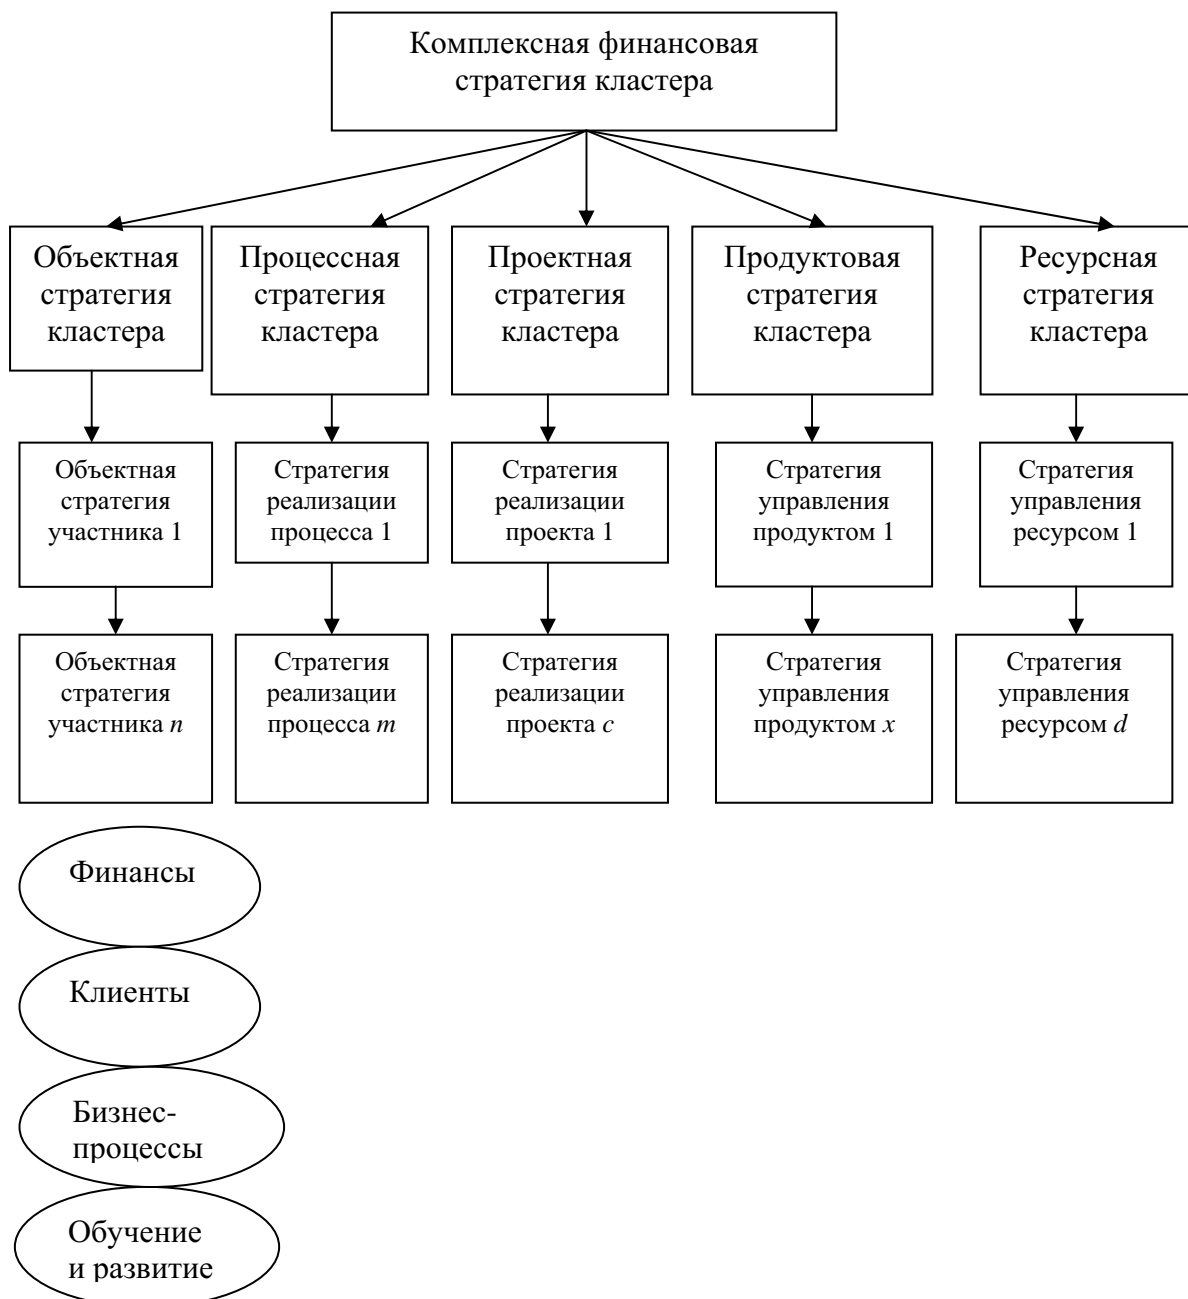 Комплексная финансовая
стратегия кластера
Объектная
стратегия
кластера
Процессная
стратегия
кластера
Проектная
стратегия
кластера
Продуктовая
стратегия
кластера
Ресурсная
стратегия
кластера
Объектная
стратегия
участника 1
Стратегия
реализации
процесса 1
Стратегия
реализации
проекта 1
Стратегия
управления
продуктом 1
Стратегия
управления
ресурсом 1
Объектная
стратегия
участника n
Стратегия
реализации
процесса m
Стратегия
реализации
проекта c
Стратегия
управления
продуктом x
Стратегия
управления
ресурсом d
Финансы
Клиенты
Бизнес-
процессы
Обучение
и развитие